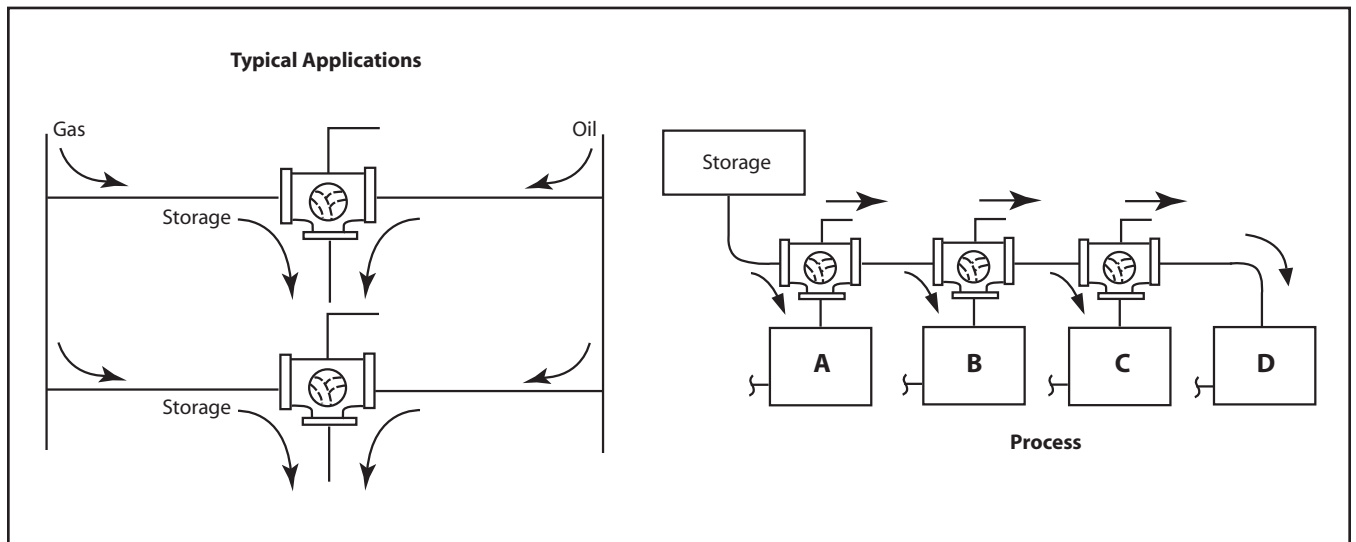 Typical Applications
Gas
Oil
Storage
Storage
Storage
A
B
C
D
Process